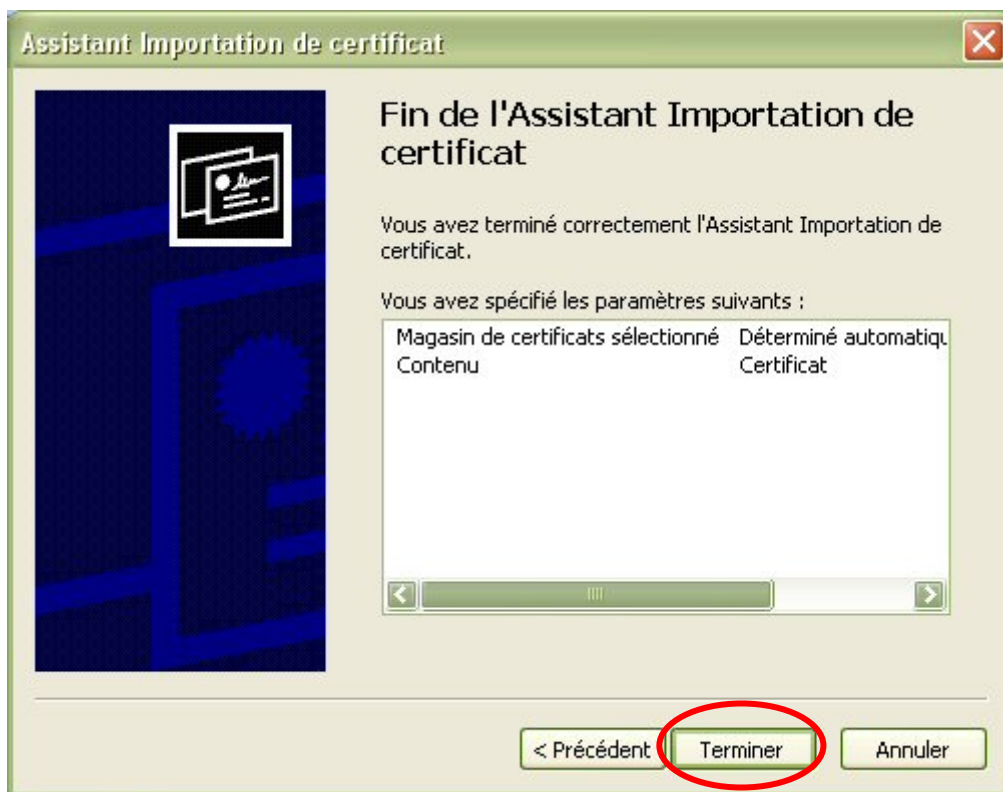 Assistant Importation de certificat
Fin de l'Assistant Importation de
certificat
Vous avez terminé correctement l'Assistant Importation de
certificat.
Vous avez spécifié les paramètres suivants :
Magasin de certificats sélectionné Déterminé automatiqu
Contenu Certificat
< Précédent Terminer Annuler